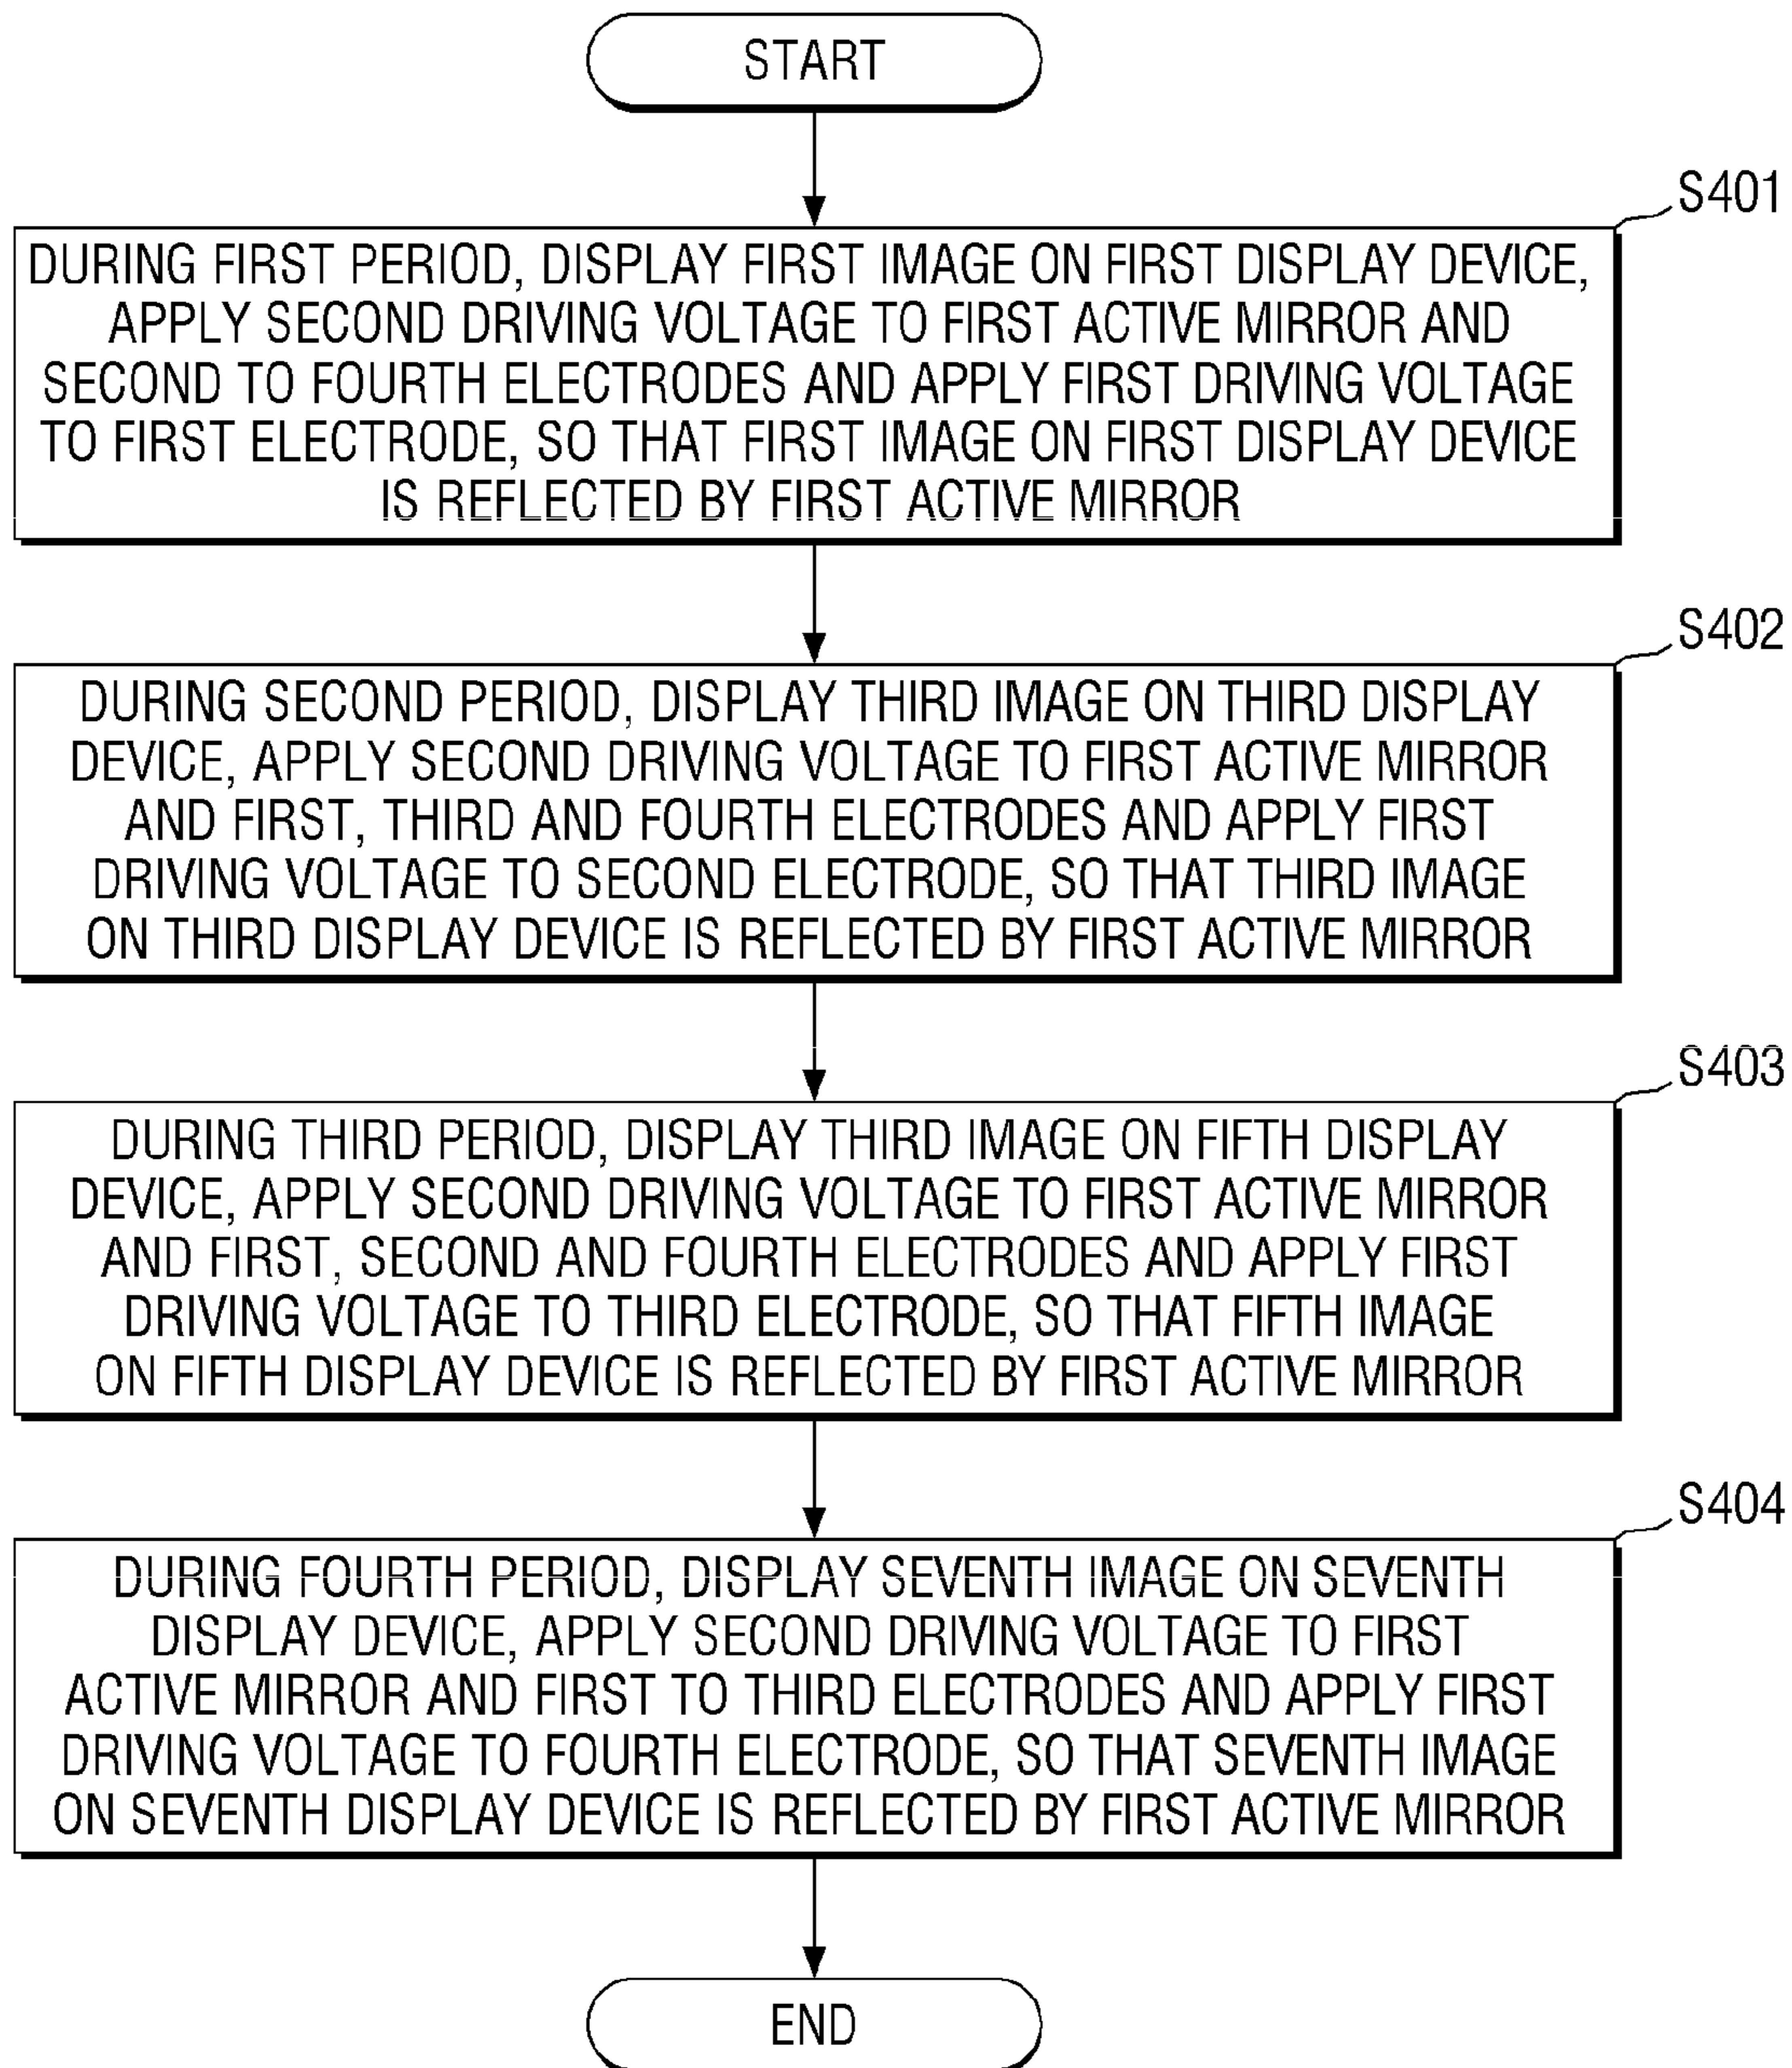 START
S401
DURING FIRST PERIOD, DISPLAY FIRST IMAGE ON FIRST DISPLAY DEVICE,
APPLY SECOND DRIVING VOLTAGE TO FIRST ACTIVE MIRROR AND
SECOND TO FOURTH ELECTRODES AND APPLY FIRST DRIVING VOLTAGE
TO FIRST ELECTRODE, SO THAT FIRST IMAGE ON FIRST DISPLAY DEVICE
IS REFLECTED BY FIRST ACTIVE MIRROR
S402
DURING SECOND PERIOD, DISPLAY THIRD IMAGE ON THIRD DISPLAY
DEVICE, APPLY SECOND DRIVING VOLTAGE TO FIRST ACTIVE MIRROR
AND FIRST, THIRD AND FOURTH ELECTRODES AND APPLY FIRST
DRIVING VOLTAGE TO SECOND ELECTRODE, SO THAT THIRD IMAGE
ON THIRD DISPLAY DEVICE IS REFLECTED BY FIRST ACTIVE MIRROR
S403
DURING THIRD PERIOD, DISPLAY THIRD IMAGE ON FIFTH DISPLAY
DEVICE, APPLY SECOND DRIVING VOLTAGE TO FIRST ACTIVE MIRROR
AND FIRST, SECOND AND FOURTH ELECTRODES AND APPLY FIRST
DRIVING VOLTAGE TO THIRD ELECTRODE, SO THAT FIFTH IMAGE
ON FIFTH DISPLAY DEVICE IS REFLECTED BY FIRST ACTIVE MIRROR
S404
DURING FOURTH PERIOD, DISPLAY SEVENTH IMAGE ON SEVENTH
DISPLAY DEVICE, APPLY SECOND DRIVING VOLTAGE TO FIRST
ACTIVE MIRROR AND FIRST TO THIRD ELECTRODES AND APPLY FIRST
DRIVING VOLTAGE TO FOURTH ELECTRODE, SO THAT SEVENTH IMAGE
ON SEVENTH DISPLAY DEVICE IS REFLECTED BY FIRST ACTIVE MIRROR
END